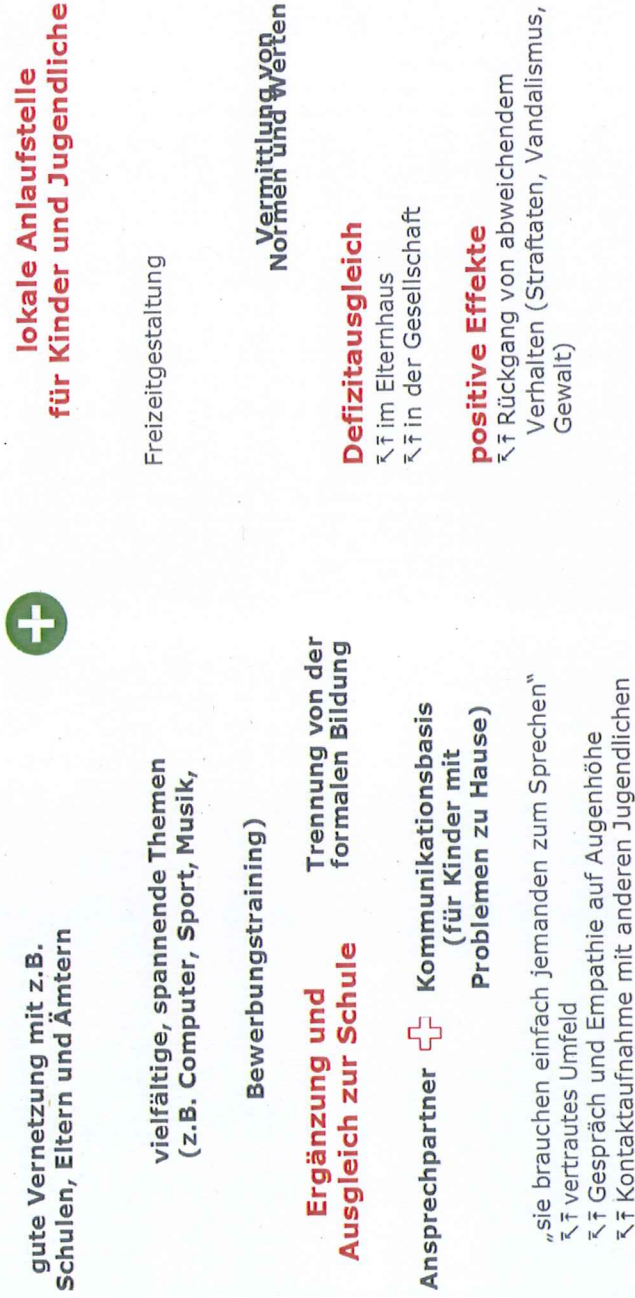 gute Vernetzung mit z.B.
Schulen, Eltern und Ämtern
lokale Anlaufstelle
für Kinder und Jugendliche
vielfältige, spannende Themen
(z.B. Computer, Sport, Musik,
Bewerbungstraining)
Freizeitgestaltung
Vermittlung von
Normen und Werten
Ergänzung und
Ausgleich zur Schule
Trennung von der
formalen Bildung
Defizitausgleich
im Elternhaus
in der Gesellschaft
Ansprechpartner
Kommunikationsbasis
(für Kinder mit
Problemen zu Hause)
positive Effekte
Rückgang von abweichendem
Verhalten (Straftaten, Vandalismus,
Gewalt)
„sie brauchen einfach jemanden zum Sprechen“
vertrautes Umfeld
Gespräch und Empathie auf Augenhöhe
Kontaktaufnahme mit anderen Jugendlichen